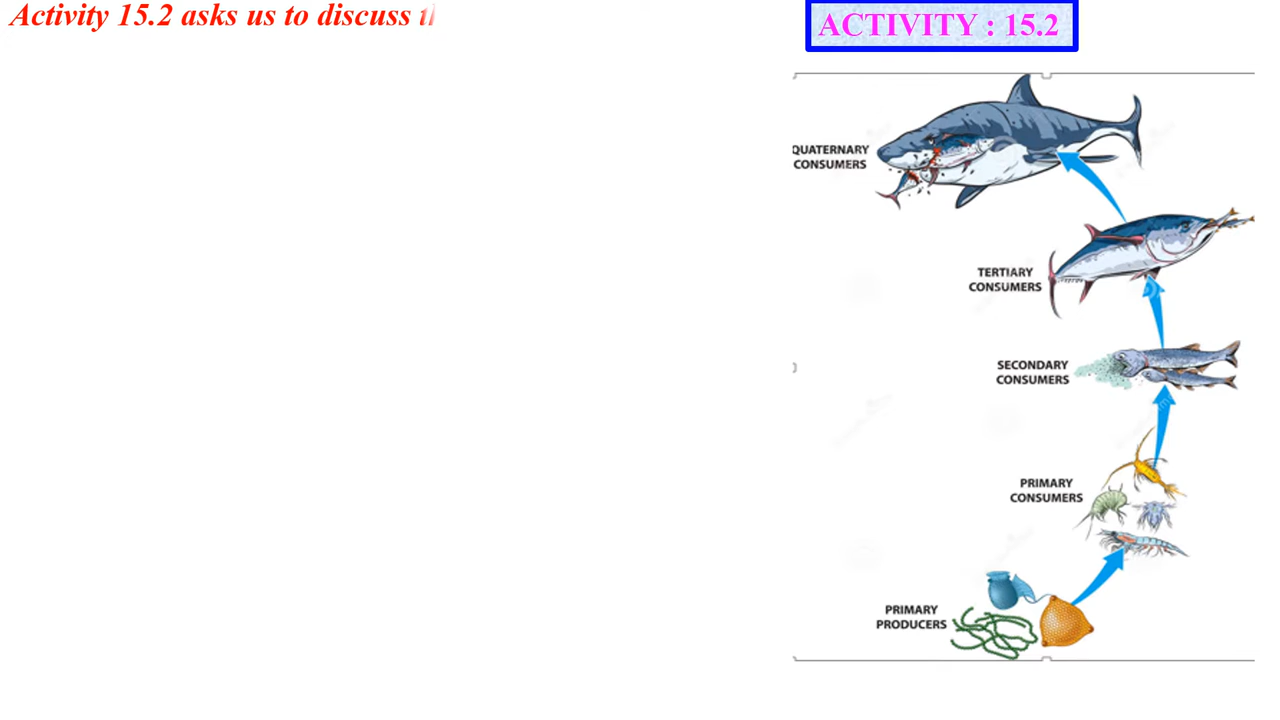 Activity 15.2 asks us to discuss
ACTIVITY : 15.2
QUATERNARY
CONSUMERS
TERTIARY
CONSUMERS
SECONDARY
CONSUMERS
PRIMARY
CONSUMERS
PRIMARY
PRODUCERS